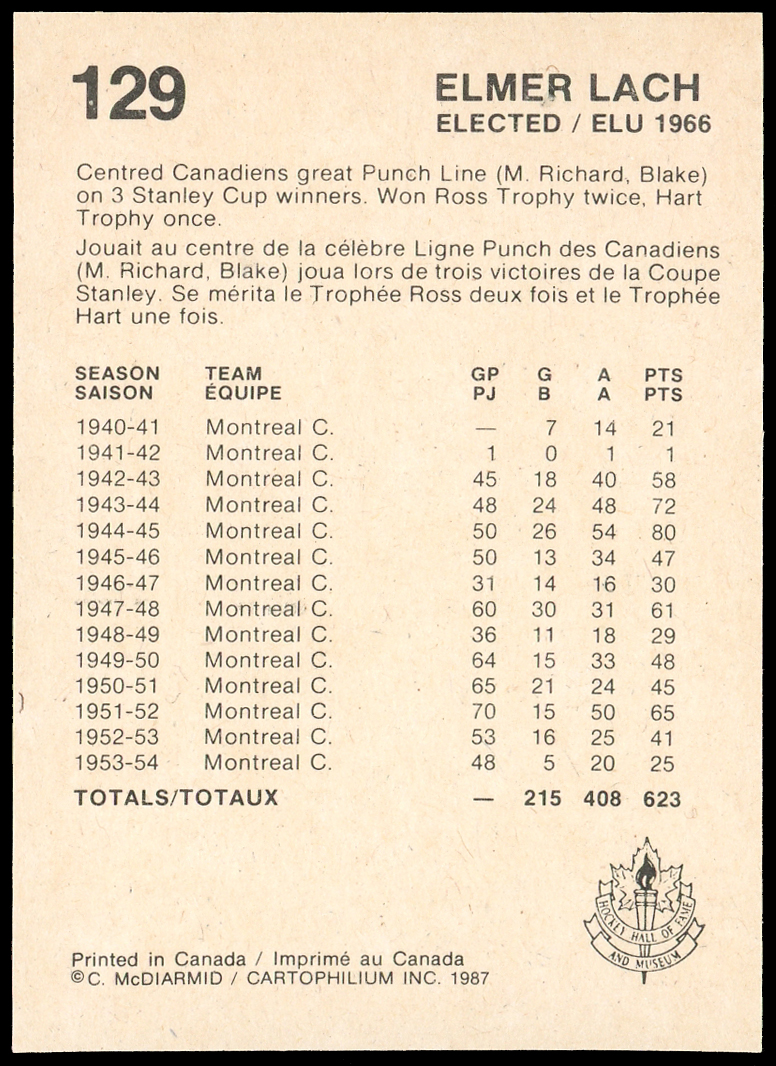 129
ELMER LACH
ELECTED / ELU 1966
Centred Canadiens great Punch Line (M. Richard, Blake)
on 3 Stanley Cup winners. Won Ross Trophy twice, Hart
Trophy once.
Jouait au centre de la célèbre Ligne Punch des Canadiens
(M. Richard, Blake) joua lors de trois victoires de la Coupe
Stanley. Se mérita le Trophée Ross deux fois et le Trophée
Hart une fois.
SEASON TEAM GP G A PTS
SAISON ÉQUIPE PJ B A PTS
1940-41 Montreal C. — 7 14 21
1941-42 Montreal C. 1 0 1 1
1942-43 Montreal C. 45 18 40 58
1943-44 Montreal C. 48 24 48 72
1944-45 Montreal C. 50 26 54 80
1945-46 Montreal C. 50 13 34 47
1946-47 Montreal C. 31 14 16 30
1947-48 Montreal C. 60 30 31 61
1948-49 Montreal C. 36 11 18 29
1949-50 Montreal C. 64 15 33 48
1950-51 Montreal C. 65 21 24 45
1951-52 Montreal C. 70 15 50 65
1952-53 Montreal C. 53 16 25 41
1953-54 Montreal C. 48 5 20 25
TOTALS/TOTAUX — 215 408 623
HOCKEY HALL OF FAME
AND MUSEUM
Printed in Canada / Imprimé au Canada
©C. McDIARMID / CARTOPHILIUM INC. 1987